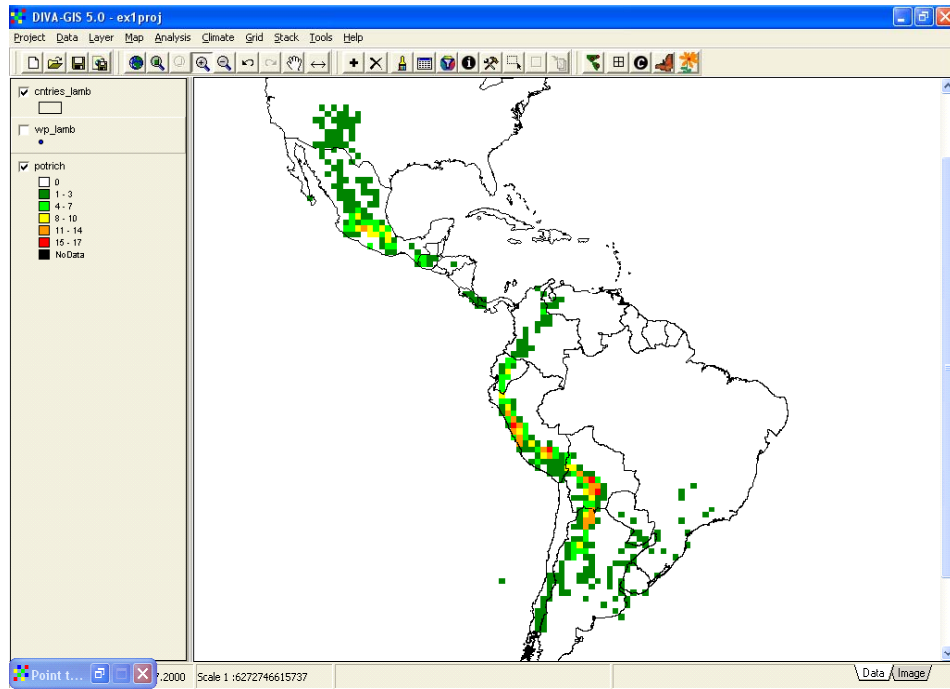 DIVA-GIS 5.0 - ex1proj
Project Data Layer Map Analysis Climate Grid Stack Tools Help
cntries_lamb
wp_lamb
potrich
0
1 - 3
4 - 7
8 - 10
11 - 14
15 - 17
NoData
Point t...
7.2000 Scale 1 :6272746615737 Data Image